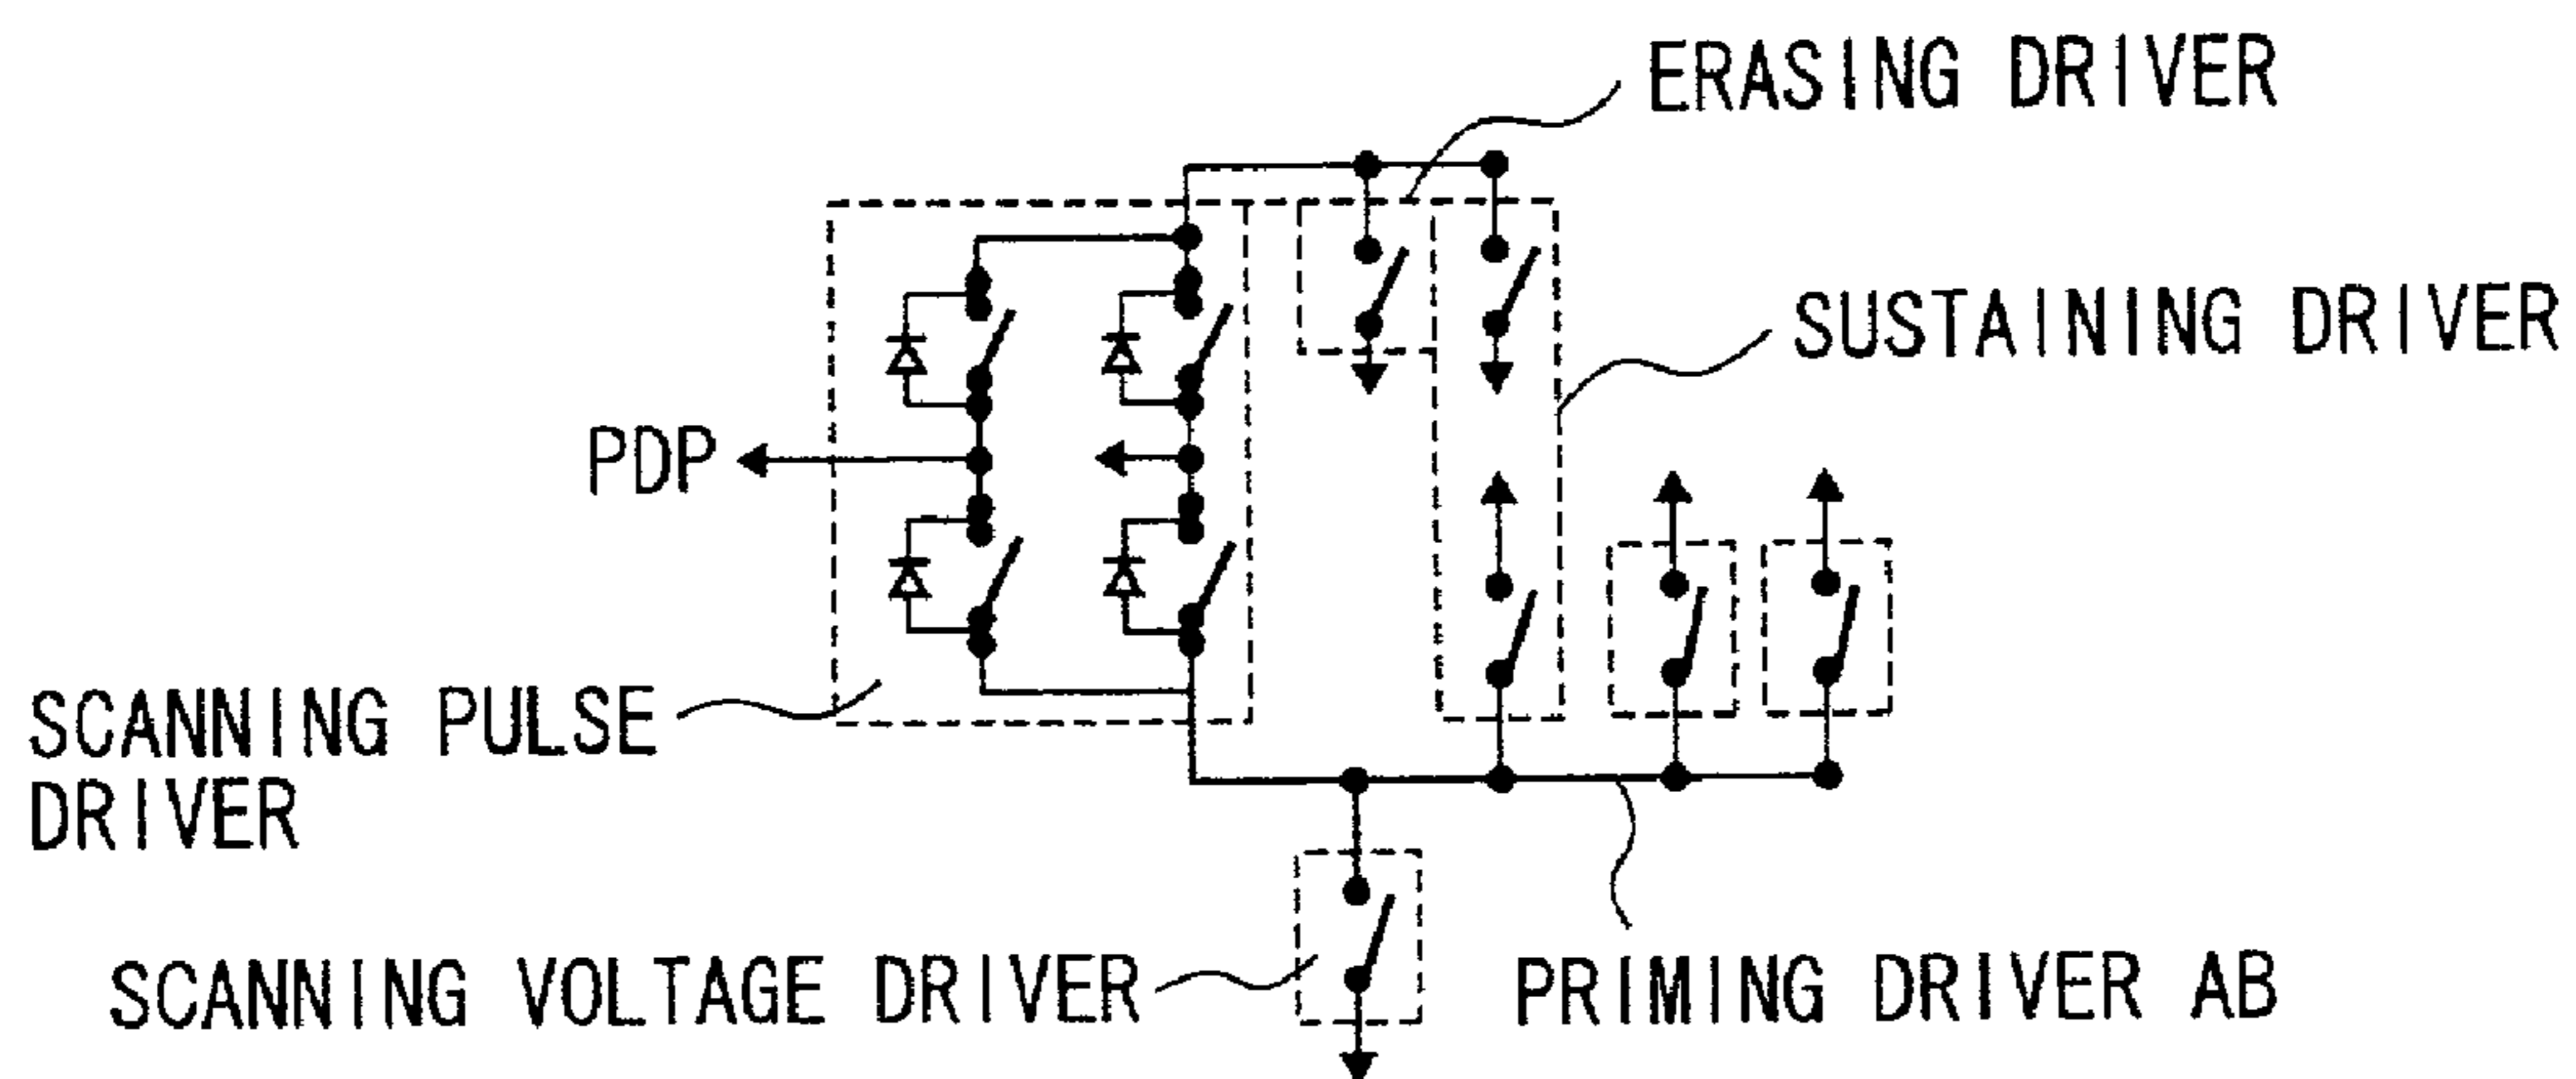 ERASING DRIVER
SUSTAINING DRIVER
PDP
SCANNING PULSE
DRIVER
SCANNING VOLTAGE DRIVER
PRIMING DRIVER AB